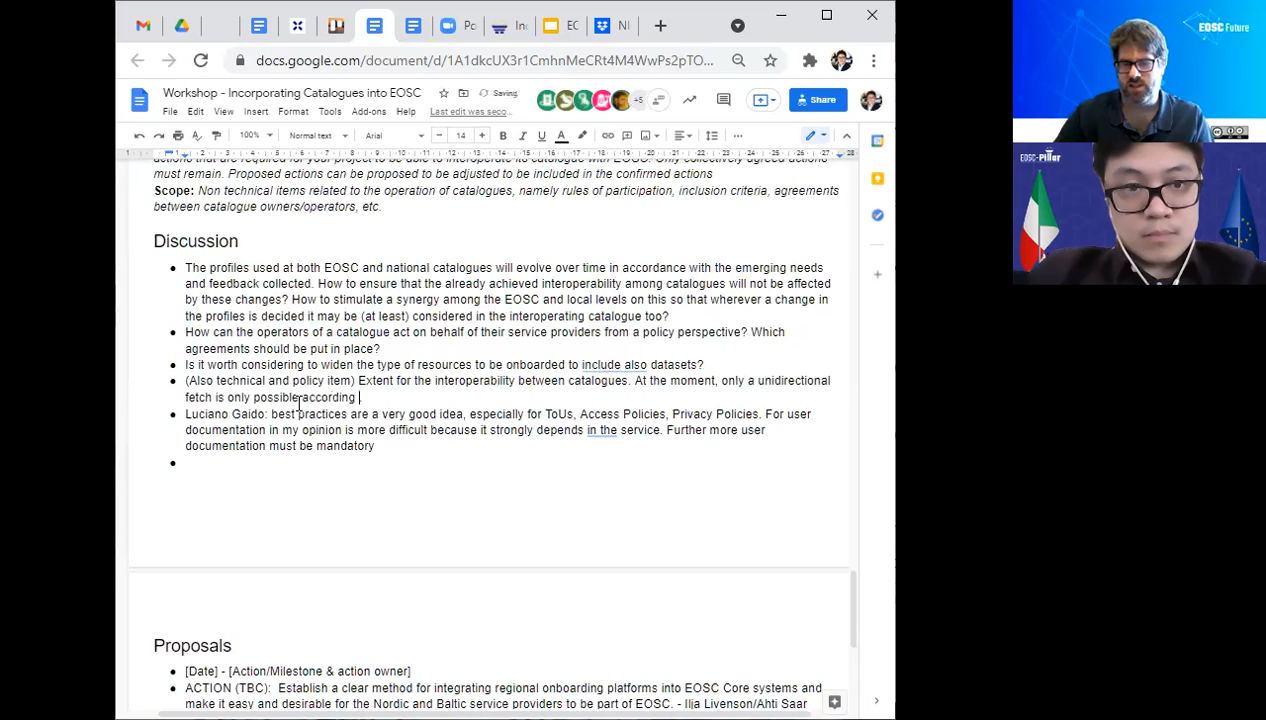 Po
Inc
EC
NI
docs.google.com/document/d/1A1dkcUX3r1CmhnMeCRt4M4WwPs2pTO...
Workshop - Incorporating Catalogues into EOSC
Saving...
File Edit View Insert Format Tools Add-ons Help
Last edit was seco...
+5
Share
100% Normal text Arial 14 B I U A
must remain. Proposed actions can be proposed to be adjusted to be included in the confirmed actions
Scope: Non technical items related to the operation of catalogues, namely rules of participation, inclusion criteria, agreements
between catalogue owners/operators, etc.
Discussion
The profiles used at both EOSC and national catalogues will evolve over time in accordance with the emerging needs
and feedback collected. How to ensure that the already achieved interoperability among catalogues will not be affected
by these changes? How to stimulate a synergy among the EOSC and local levels on this so that wherever a change in
the profiles is decided it may be (at least) considered in the interoperating catalogue too?
How can the operators of a catalogue act on behalf of their service providers from a policy perspective? Which
agreements should be put in place?
Is it worth considering to widen the type of resources to be onboarded to include also datasets?
(Also technical and policy item) Extent for the interoperability between catalogues. At the moment, only a unidirectional
fetch is only possible according
Luciano Gaido: best practices are a very good idea, especially for ToUs, Access Policies, Privacy Policies. For user
documentation in my opinion is more difficult because it strongly depends in the service. Further more user
documentation must be mandatory
Proposals
[Date] - [Action/Milestone & action owner]
ACTION (TBC): Establish a clear method for integrating regional onboarding platforms into EOSC Core systems and
make it easy and desirable for the Nordic and Baltic service providers to be part of EOSC. - Ilja Livenson/Ahti Saar
EOSC Future
EOSC-Pillar